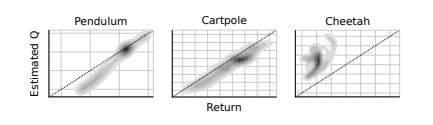 Pendulum
Cartpole
Cheetah
Estimated Q
Return